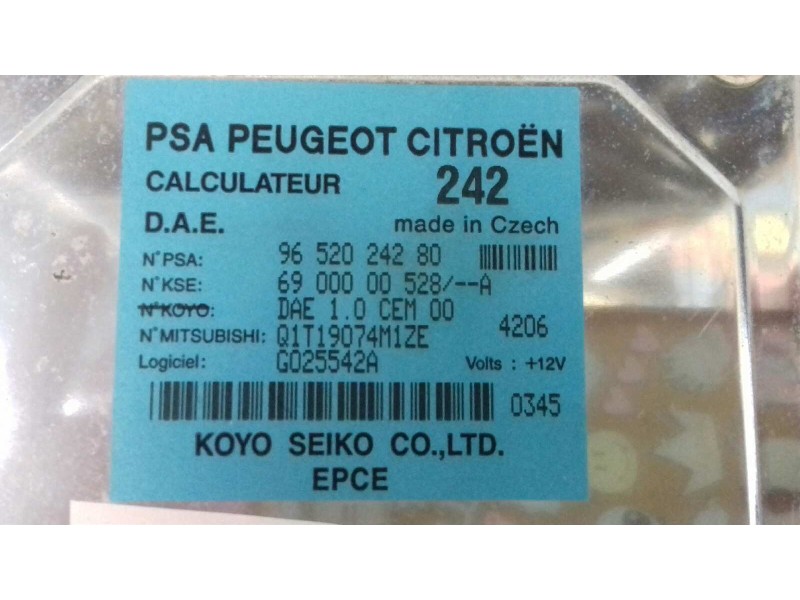 PSA PEUGEOT CITROËN
CALCULATEUR 242
D.A.E. made in Czech
N°PSA: 96 520 242 80
N°KSE: 69 000 00 528/--A
N°KOYO: DAE 1.0 CEM 00
N°MITSUBISHI: Q1T19074M1ZE 4206
Logiciel: G025542A Volts : +12V
0345
KOYO SEIKO CO.,LTD.
EPCE